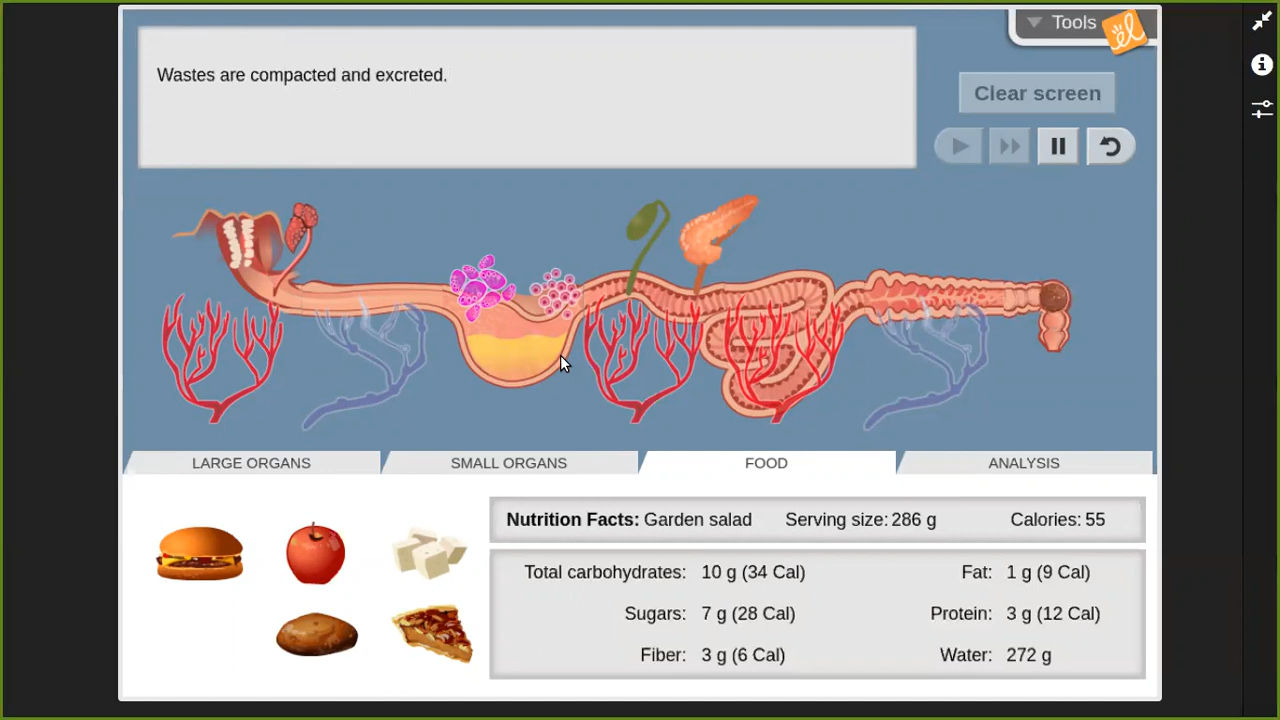 Tools
el
Wastes are compacted and excreted.
Clear screen
LARGE ORGANS
SMALL ORGANS
FOOD
ANALYSIS
Nutrition Facts: Garden salad Serving size: 286 g Calories: 55
Total carbohydrates: 10 g (34 Cal) Fat: 1 g (9 Cal)
Sugars: 7 g (28 Cal) Protein: 3 g (12 Cal)
Fiber: 3 g (6 Cal) Water: 272 g